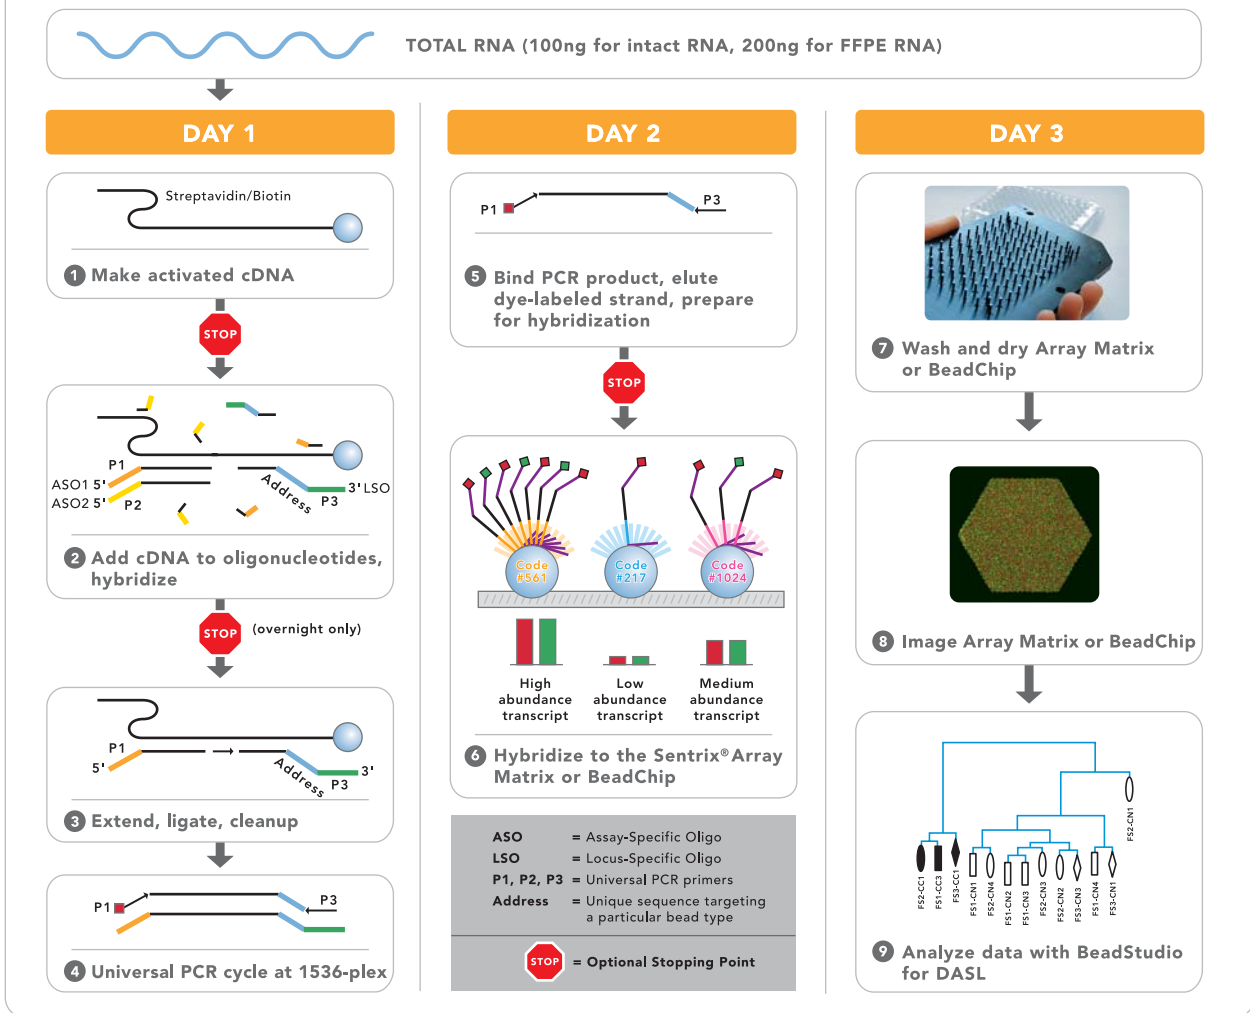 TOTAL RNA (100ng for intact RNA, 200ng for FFPE RNA)
DAY 1
Streptavidin/Biotin
1 Make activated cDNA
STOP
P1
ASO1 5'
ASO2 5'
P2
Address
P3
3' LSO
2 Add cDNA to oligonucleotides,
hybridize
STOP
(overnight only)
P1
5'
Address
P3
3'
3 Extend, ligate, cleanup
P1
P3
4 Universal PCR cycle at 1536-plex
DAY 2
P1
P3
5 Bind PCR product, elute
dye-labeled strand, prepare
for hybridization
STOP
Code
#561
Code
#217
Code
#1024
High
abundance
transcript
Low
abundance
transcript
Medium
abundance
transcript
6 Hybridize to the Sentrix® Array
Matrix or BeadChip
ASO = Assay-Specific Oligo
LSO = Locus-Specific Oligo
P1, P2, P3 = Universal PCR primers
Address = Unique sequence targeting
a particular bead type
STOP = Optional Stopping Point
DAY 3
7 Wash and dry Array Matrix
or BeadChip
8 Image Array Matrix or BeadChip
FS2-CC1
FS1-CC3
FS3-CC1
FS1-CN1
FS2-CN4
FS1-CN2
FS1-CN3
FS2-CN3
FS2-CN2
FS3-CN3
FS1-CN4
FS3-CN1
FS2-CN1
9 Analyze data with BeadStudio
for DASL